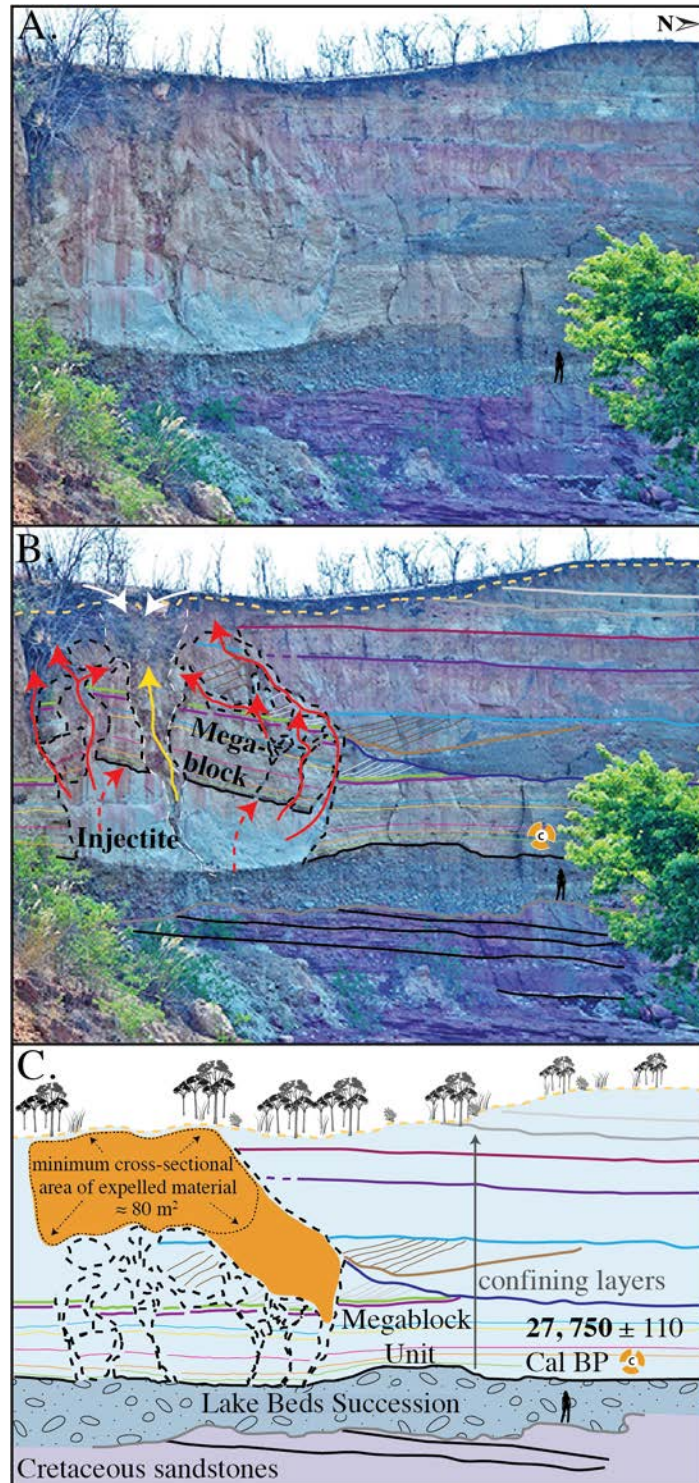 A.
N
B.
Mega-
block
Injectite
C
C.
minimum cross-sectional
area of expelled material
≈ 80 m²
confining layers
Megablock
Unit
27,750 ± 110
Cal BP C
Lake Beds Succession
Cretaceous sandstones